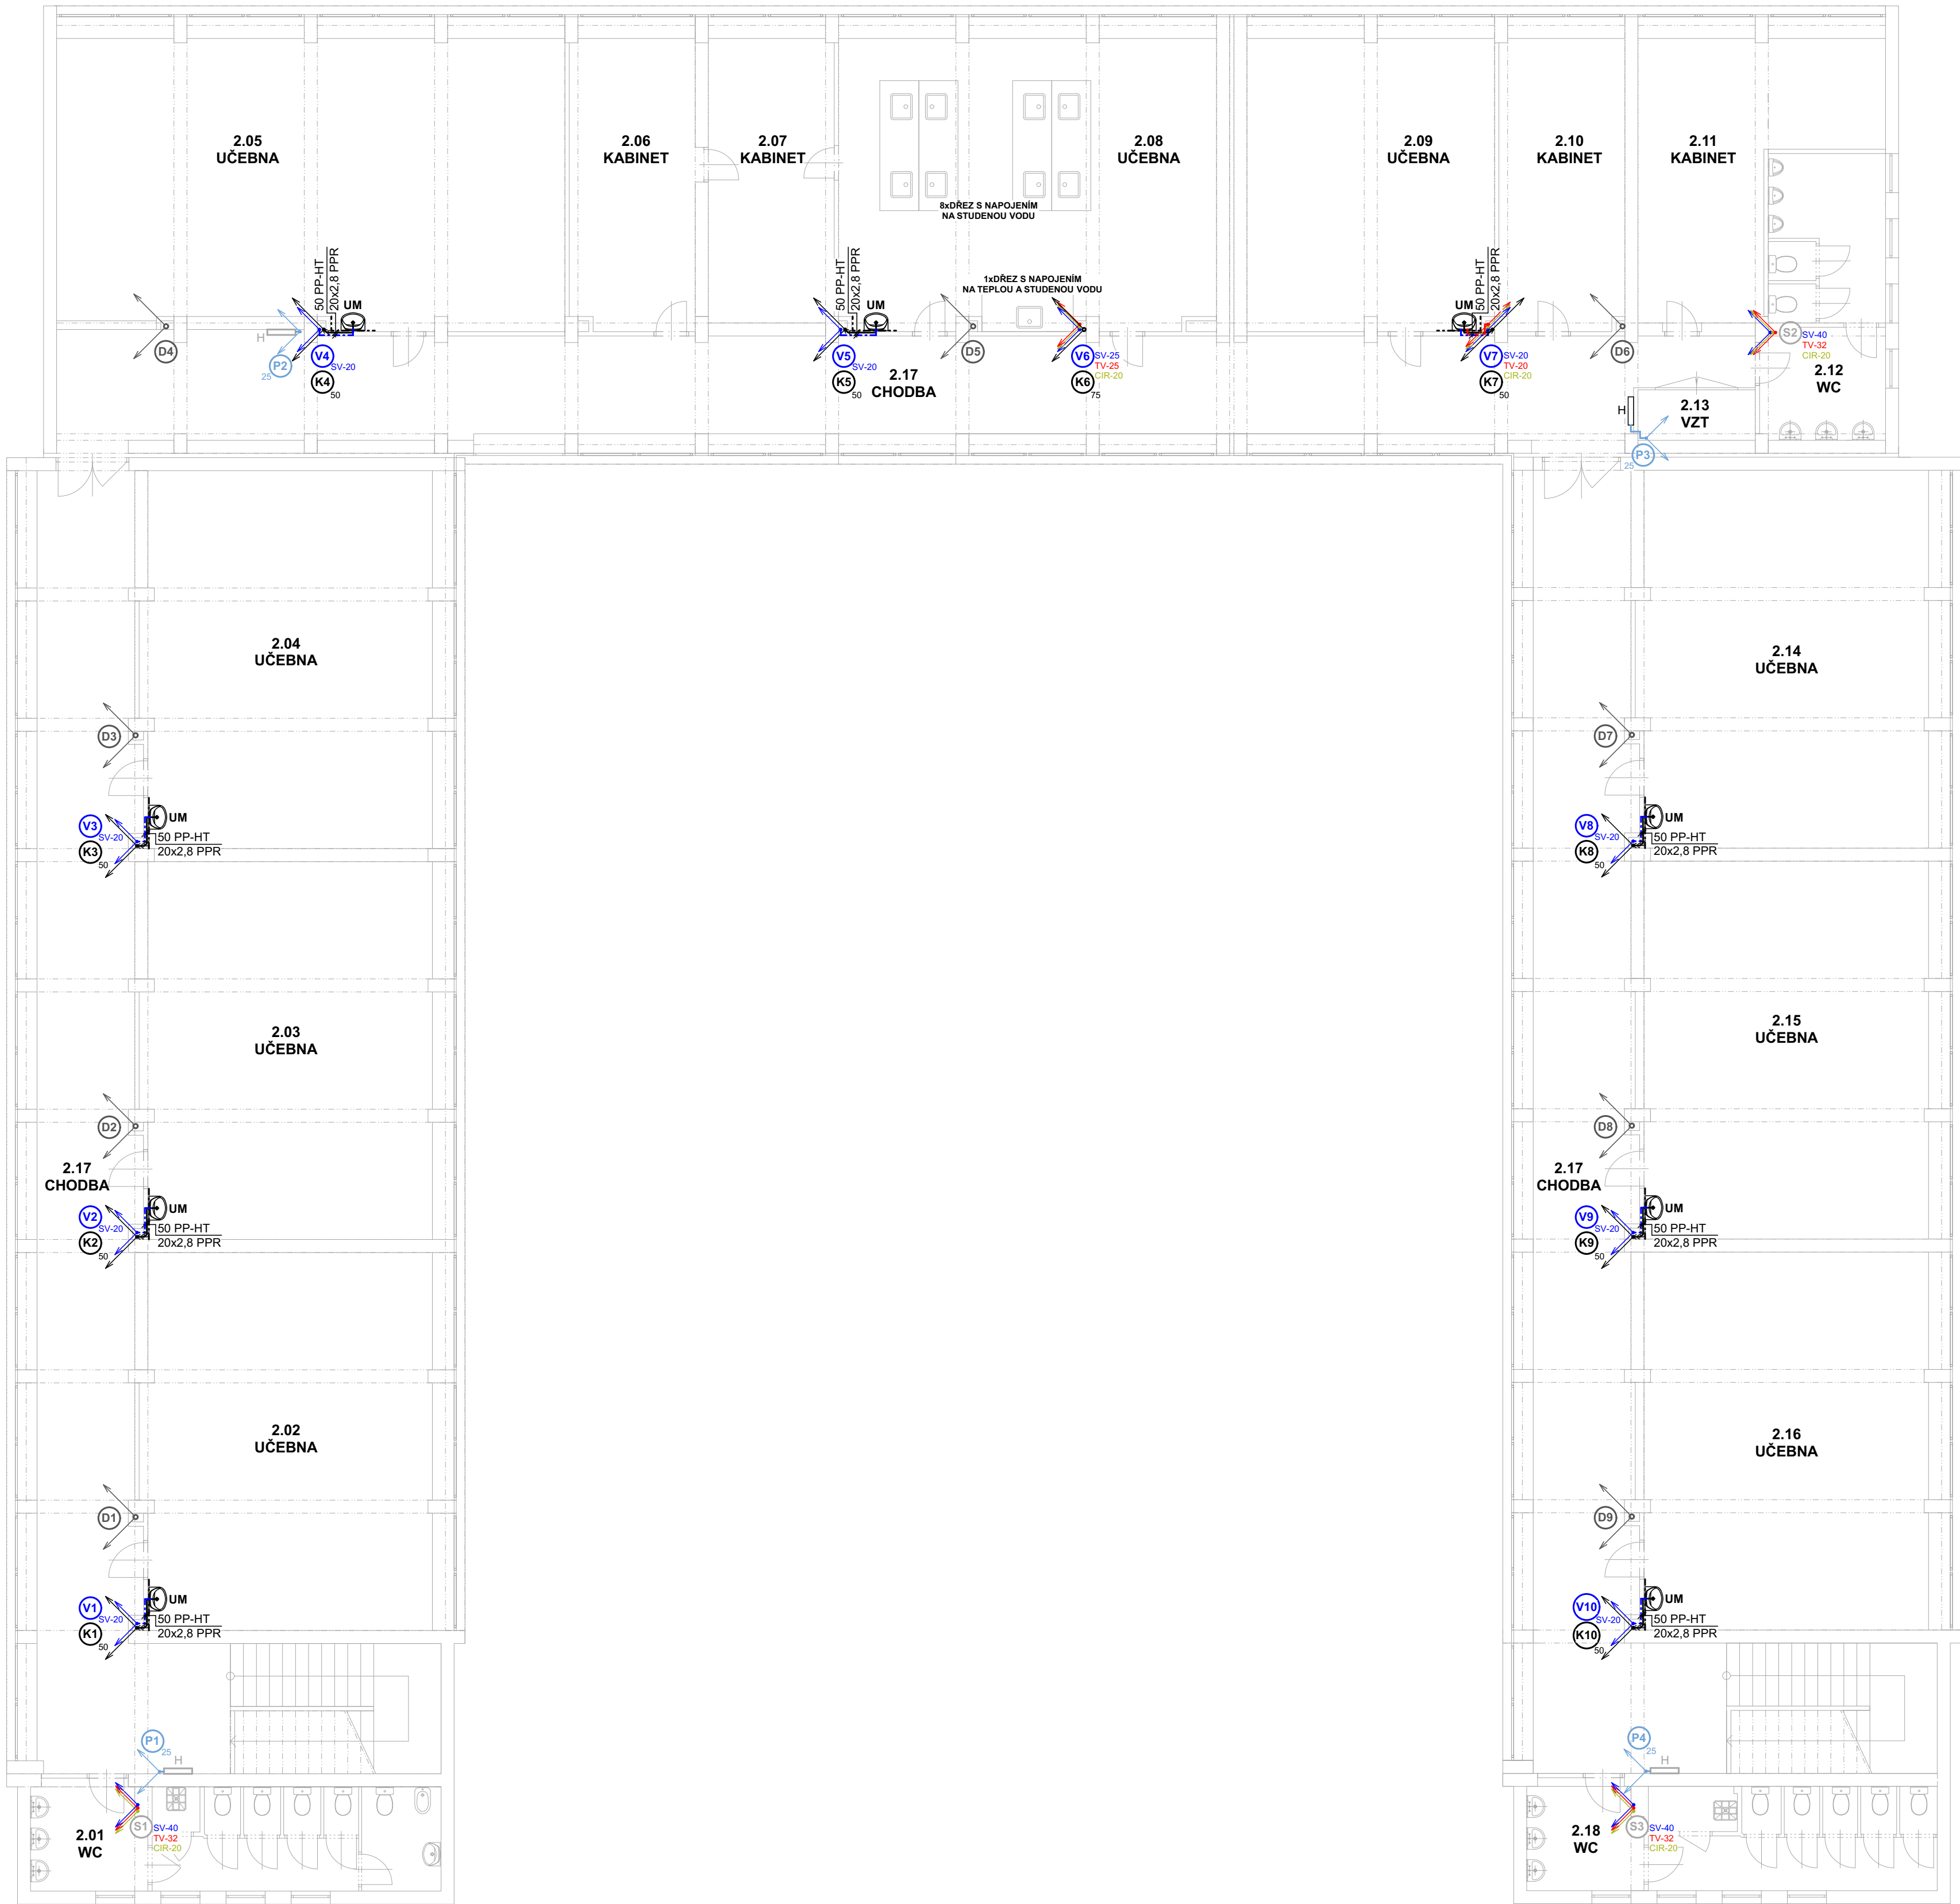 2.05
UČEBNA
2.06
KABINET
2.07
KABINET
2.08
UČEBNA
2.09
UČEBNA
2.10
KABINET
2.11
KABINET
8xDŘEZ S NAPOJENÍM
NA STUDENOU VODU
1xDŘEZ S NAPOJENÍM
NA TEPLOU A STUDENOU VODU
D4
H
P2
25
50 PP-HT
20x2,8 PPR
UM
V4
SV-20
K4
50
50 PP-HT
20x2,8 PPR
UM
V5
SV-20
K5
50
2.17
CHODBA
D5
V6
SV-25
TV-25
CIR-20
K6
75
UM
50 PP-HT
20x2,8 PPR
V7
SV-20
TV-20
CIR-20
K7
50
D6
S2
SV-40
TV-32
CIR-20
2.12
WC
H
2.13
VZT
P3
25
2.04
UČEBNA
D3
UM
V3
SV-20
K3
50
50 PP-HT
20x2,8 PPR
2.03
UČEBNA
D2
2.17
CHODBA
UM
V2
SV-20
K2
50
50 PP-HT
20x2,8 PPR
2.02
UČEBNA
D1
UM
V1
SV-20
K1
50
50 PP-HT
20x2,8 PPR
P1
25
H
S1
SV-40
TV-32
CIR-20
2.01
WC
2.14
UČEBNA
D7
UM
V8
SV-20
K8
50
50 PP-HT
20x2,8 PPR
2.15
UČEBNA
D8
2.17
CHODBA
UM
V9
SV-20
K9
50
50 PP-HT
20x2,8 PPR
2.16
UČEBNA
D9
UM
V10
SV-20
K10
50
50 PP-HT
20x2,8 PPR
P4
25
H
S3
SV-40
TV-32
CIR-20
2.18
WC